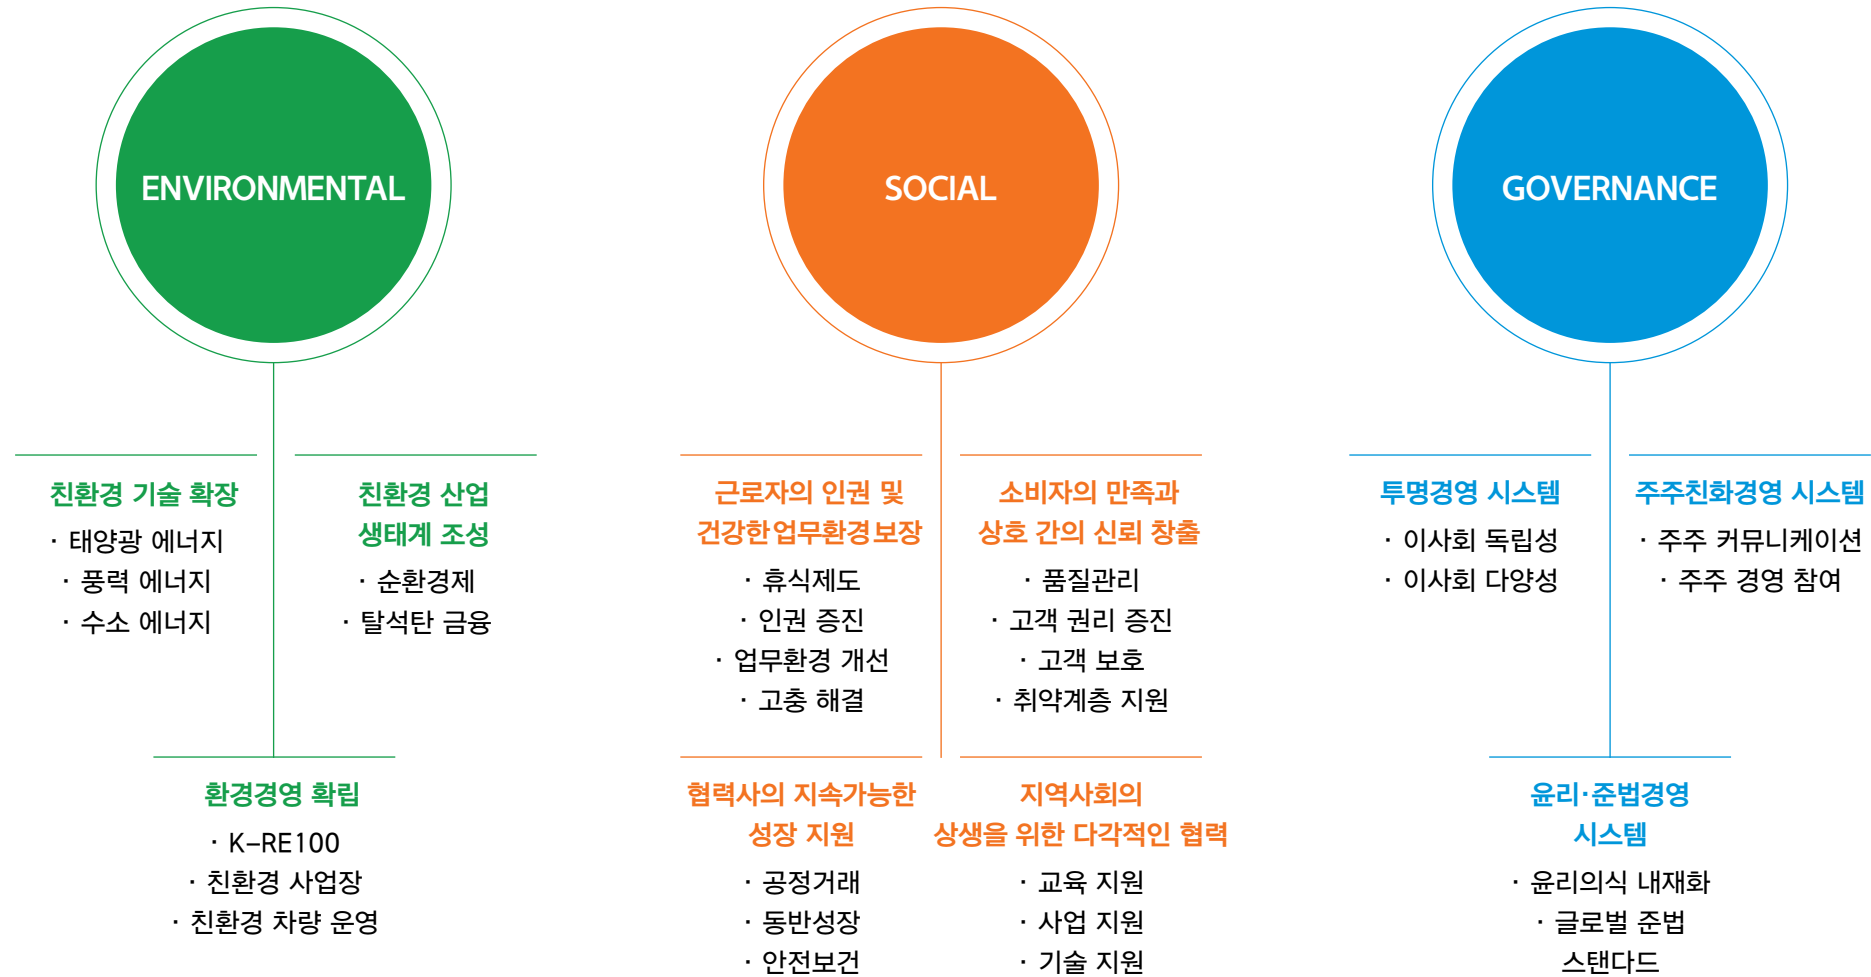 ENVIRONMENTAL
친환경 기술 확장
· 태양광 에너지
· 풍력 에너지
· 수소 에너지
친환경 산업
생태계 조성
· 순환경제
· 탈석탄 금융
환경경영 확립
· K-RE100
· 친환경 사업장
· 친환경 차량 운영
SOCIAL
근로자의 인권 및
건강한 업무환경 보장
· 휴식제도
· 인권 증진
· 업무환경 개선
· 고충 해결
소비자의 만족과
상호 간의 신뢰 창출
· 품질관리
· 고객 권리 증진
· 고객 보호
· 취약계층 지원
협력사의 지속가능한
성장 지원
· 공정거래
· 동반성장
· 안전보건
지역사회의
상생을 위한 다각적인 협력
· 교육 지원
· 사업 지원
· 기술 지원
GOVERNANCE
투명경영 시스템
· 이사회 독립성
· 이사회 다양성
주주친화경영 시스템
· 주주 커뮤니케이션
· 주주 경영 참여
윤리·준법경영
시스템
· 윤리의식 내재화
· 글로벌 준법
스탠다드